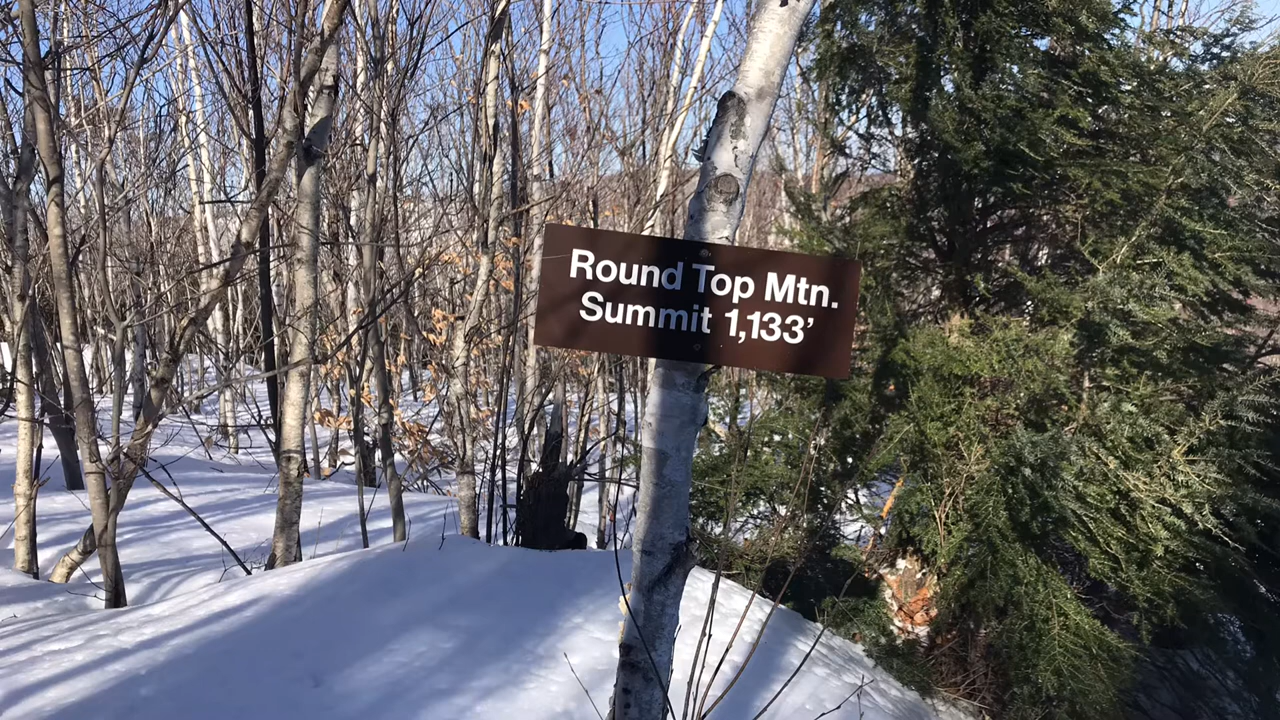 Round Top Mtn.
Summit 1,133’